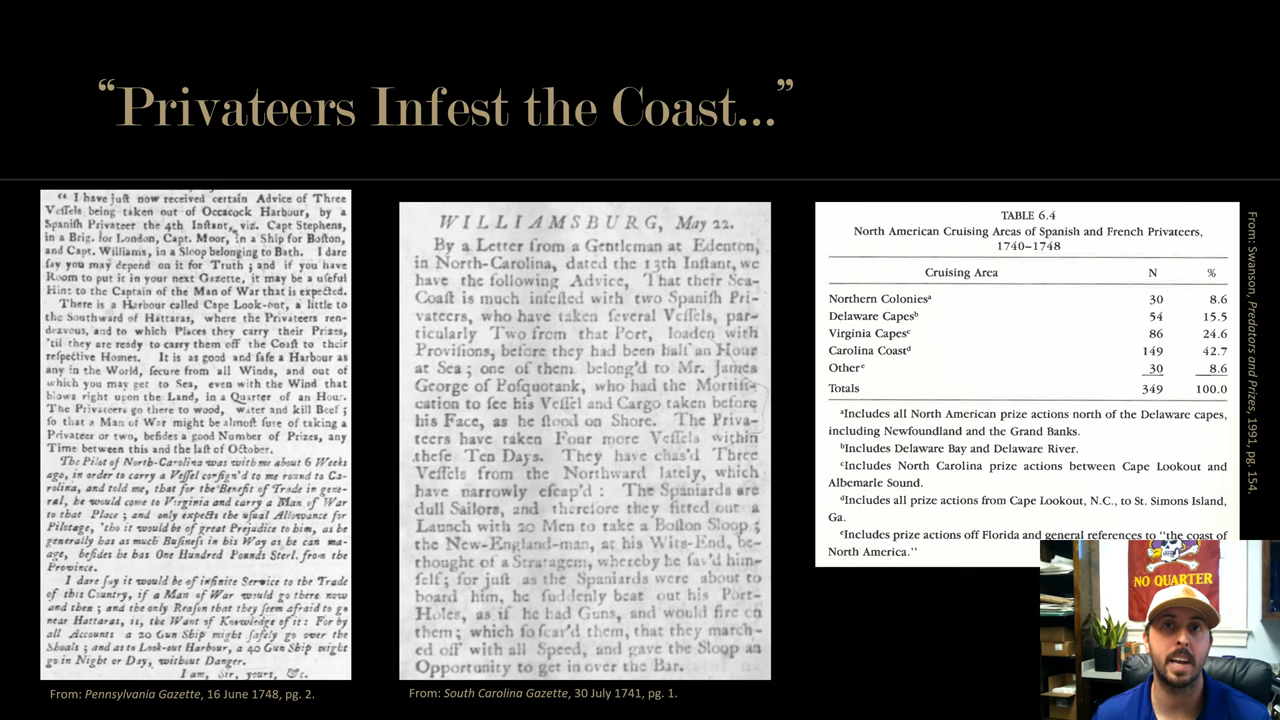 “Privateers Infest the Coast...”
“ I have juſt now received certain Advice of Three
Veſſels being taken out of Occacock Harbour, by a
Spaniſh Privateer the 4th Inſtant, viz. Capt Stephens,
in a Brig. for London, Capt. Moor, in a Ship for Boſton,
and Capt. Williams, in a Sloop belonging to Bath. I dare
ſay you may depend on it for Truth ; and if you have
Room to put it in your next Gazette, it may be a uſeful
Hint to the Captain of the Man of War that is expected.
There is a Harbour called Cape Look-out, a little to
the Southward of Hattaras, where the Privateers ren-
dezvous, and to which Places they carry their Prizes,
'til they are ready to carry them off the Coaſt to their
reſpective Homes. It is as good and ſafe a Harbour as
any in the World, ſecure from all Winds, and out of
which you may get to Sea, even with the Wind that
blows right upon the Land, in a Quarter of an Hour.
The Privateers go there to wood, water and kill Beef ;
ſo that a Man of War might be almoſt ſure of taking a
Privateer or two, beſides a good Number of Prizes, any
Time between this and the laſt of October.
The Pilot of North-Carolina was with me about 6 Weeks
ago, in order to carry a Veſſel conſign'd to me round to Ca-
rolina, and told me, that for the Benefit of Trade in gene-
ral, he would come to Virginia and carry a Man of War
to that Place ; and only expects the uſual Allowance for
Pilotage, 'tho it would be of great Prejudice to him, as he
generally has as much Buſineſs in his Way as he can ma-
age, beſides he has One Hundred Pounds Sterl. from the
Province.
I dare ſay it would be of infinite Service to the Trade
of this Country, if a Man of War would go there now
and then ; and the only Reaſon that they ſeem afraid to go
near Hattaras, is, the Want of Knowledge of it : For by
all Accounts a 20 Gun Ship might ſafely go over the
Shoals ; and as to Look-out Harbour, a 40 Gun Ship might
go in Night or Day, without Danger.
I am, Sir, yours, &c.
From: Pennsylvania Gazette, 16 June 1748, pg. 2.
WILLIAMSBURG, May 22.
By a Letter from a Gentleman at Edenton,
in North-Carolina, dated the 13th Inſtant, we
have the following Advice, That their Sea-
Coaſt is much infeſted with two Spaniſh Pri-
vateers, who have taken ſeveral Veſſels, par-
ticularly Two from that Port, loaden with
Proviſions, before they had been half an Hour
at Sea ; one of them belong'd to Mr. James
George of Poſquotank, who had the Mortifi-
cation to ſee his Veſſel and Cargo taken before
his Face, as he ſtood on Shore. The Priva-
teers have taken Four more Veſſels within
theſe Ten Days. They have chas'd Three
Veſſels from the Northward lately, which
have narrowly eſcap'd : The Spaniards are
dull Sailors, and therefore they fitted out a
Launch with 20 Men to take a Boſton Sloop ;
the New-England-man, at his Wits-End, be-
thought of a Stratagem, whereby he ſav'd him-
ſelf ; for juſt as the Spaniards were about to
board him, he ſuddenly beat out his Port-
Holes, as if he had Guns, and would fire on
them ; which ſo ſcar'd them, that they march-
ed off with all Speed, and gave the Sloop an
Opportunity to get in over the Bar.
From: South Carolina Gazette, 30 July 1741, pg. 1.
TABLE 6.4
North American Cruising Areas of Spanish and French Privateers,
1740–1748
Cruising Area N %
Northern Coloniesᵃ 30 8.6
Delaware Capesᵇ 54 15.5
Virginia Capesᶜ 86 24.6
Carolina Coastᵈ 149 42.7
Otherᵉ 30 8.6
Totals 349 100.0
ᵃIncludes all North American prize actions north of the Delaware capes,
including Newfoundland and the Grand Banks.
ᵇIncludes Delaware Bay and Delaware River.
ᶜIncludes North Carolina prize actions between Cape Lookout and
Albemarle Sound.
ᵈIncludes all prize actions from Cape Lookout, N.C., to St. Simons Island,
Ga.
ᵉIncludes prize actions off Florida and general references to “the coast of
North America.”
From: Swanson, Predators and Prizes, 1991, pg. 154.
NO QUARTER